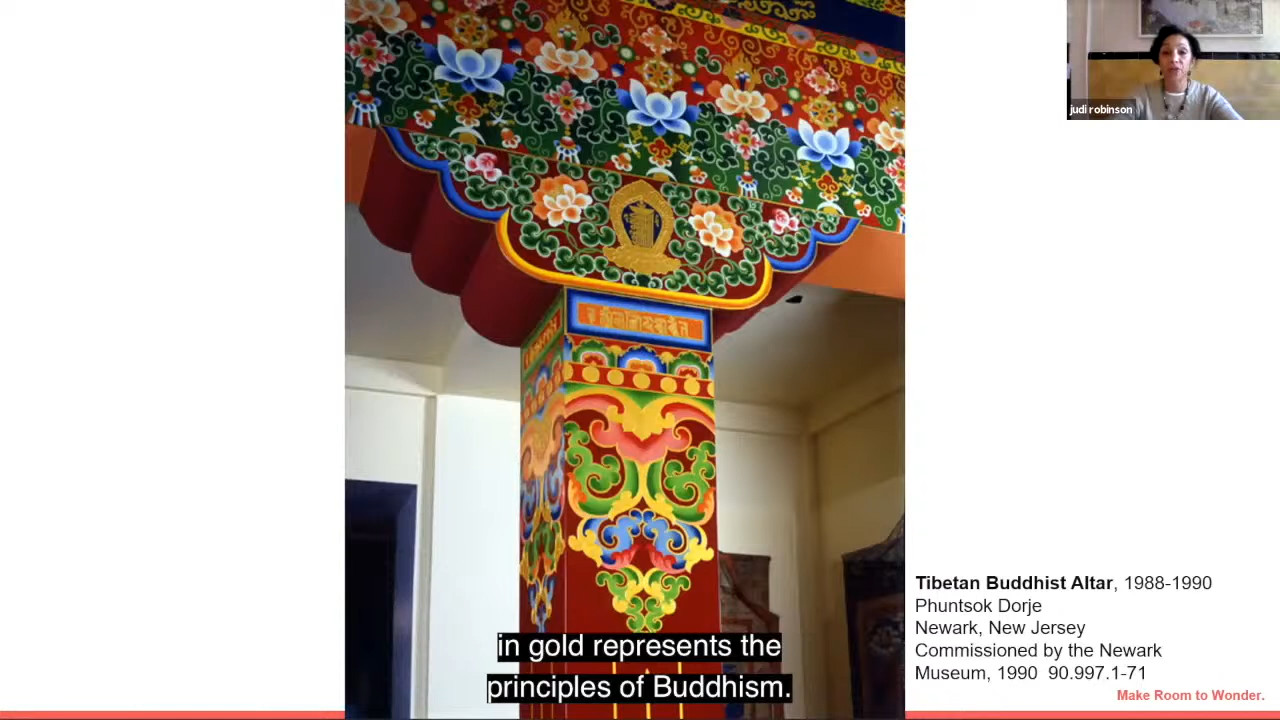 judi robinson
Tibetan Buddhist Altar, 1988-1990
Phuntsok Dorje
Newark, New Jersey
Commissioned by the Newark
Museum, 1990  90.997.1-71
Make Room to Wonder.
in gold represents the
principles of Buddhism.